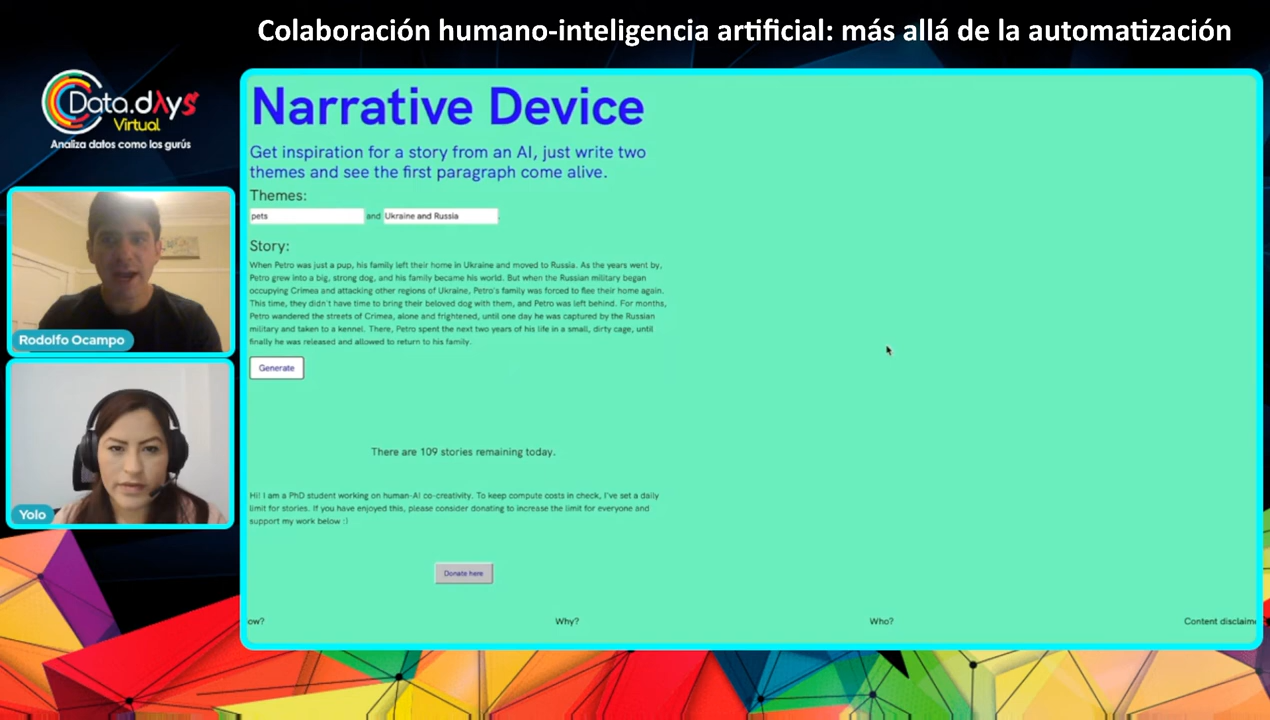 Colaboración humano-inteligencia artificial: más allá de la automatización
Data.dAys
Virtual
Analiza datos como los gurús
Rodolfo Ocampo
Yolo
Narrative Device
Get inspiration for a story from an AI, just write two
themes and see the first paragraph come alive.
Themes:
pets and Ukraine and Russia .
Story:
When Petro was just a pup, his family left their home in Ukraine and moved to Russia. As the years went by,
Petro grew into a big, strong dog, and his family became his world. But when the Russian military began
occupying Crimea and attacking other regions of Ukraine, Petro's family was forced to flee their home again.
This time, they didn't have time to bring their beloved dog with them, and Petro was left behind. For months,
Petro wandered the streets of Crimea, alone and frightened, until one day he was captured by the Russian
military and taken to a kennel. There, Petro spent the next two years of his life in a small, dirty cage, until
finally he was released and allowed to return to his family.
Generate
There are 109 stories remaining today.
Hi! I am a PhD student working on human-AI co-creativity. To keep compute costs in check, I've set a daily
limit for stories. If you have enjoyed this, please consider donating to increase the limit for everyone and
support my work below :)
Donate here
ow? Why? Who? Content disclaime